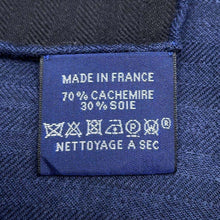 MADE IN FRANCE
70% CACHEMIRE
30% SOIE
NETTOYAGE A SEC